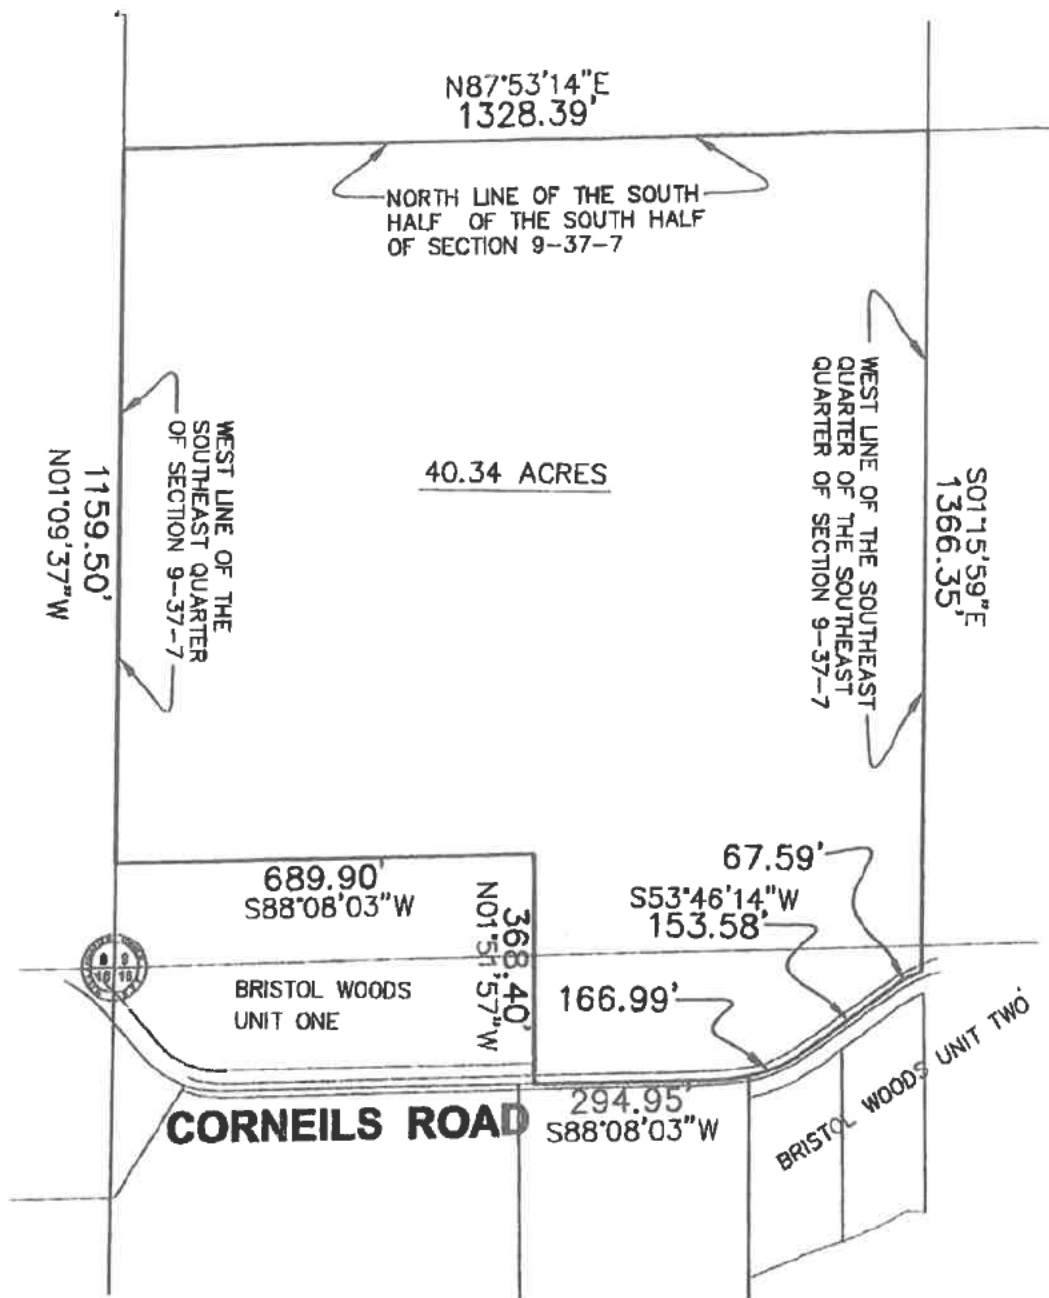 N87°53'14"E
1328.39'
NORTH LINE OF THE SOUTH
HALF OF THE SOUTH HALF
OF SECTION 9-37-7
WEST LINE OF THE SOUTHEAST
QUARTER OF THE SOUTHEAST
QUARTER OF SECTION 9-37-7
S01°15'59"E
1366.35'
WEST LINE OF THE
SOUTHEAST QUARTER
OF SECTION 9-37-7
1159.50'
N01°09'37"W
40.34 ACRES
689.90'
S88°08'03"W
368.40'
N01°51'57"W
67.59'
S53°46'14"W
153.58'
166.99'
BRISTOL WOODS
UNIT ONE
294.95'
S88°08'03"W
CORNEILS ROAD
BRISTOL WOODS UNIT TWO